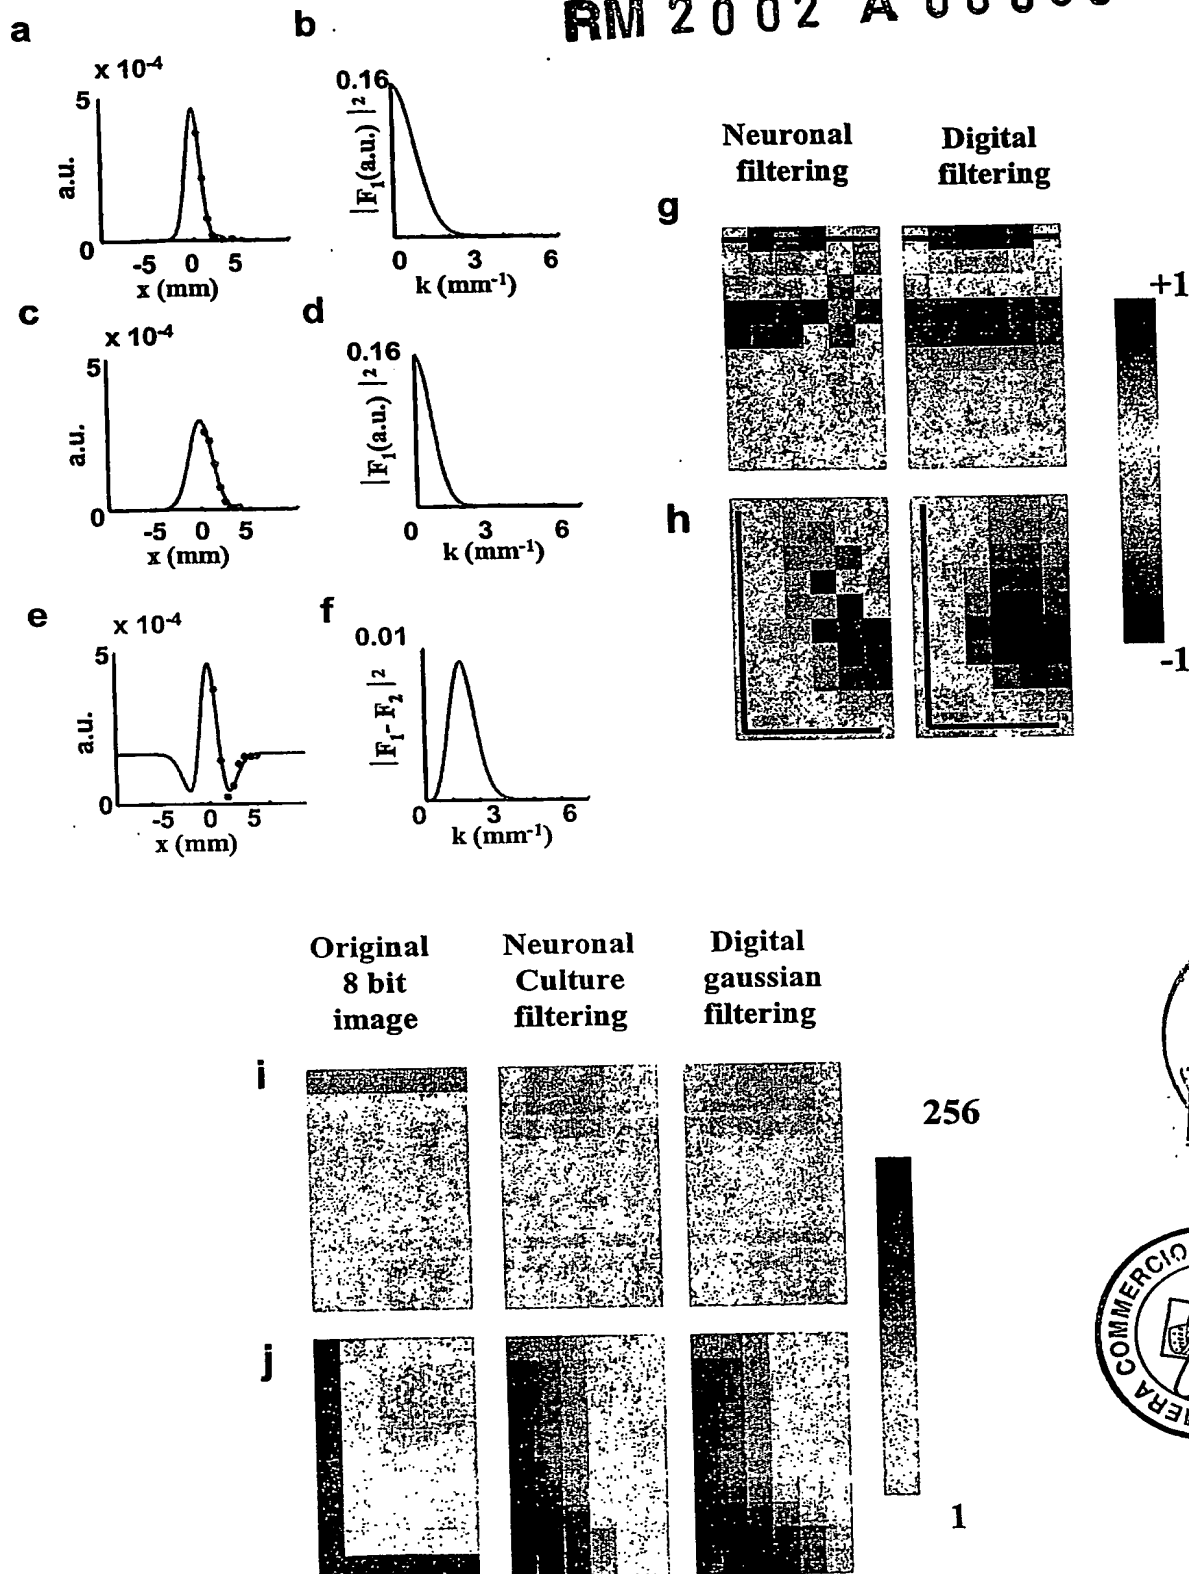 RM 2002 A
a
x 10-4
5
a.u.
0
-5 0 5
x (mm)
b
0.16
|F1(a.u.)|2
0 3 6
k (mm-1)
c
x 10-4
5
a.u.
0
-5 0 5
x (mm)
d
0.16
|F1(a.u.)|2
0 3 6
k (mm-1)
e
x 10-4
5
a.u.
0
-5 0 5
x (mm)
f
0.01
|F1-F2|2
0 3 6
k (mm-1)
Neuronal
filtering
Digital
filtering
g
h
+1
-1
Original
8 bit
image
Neuronal
Culture
filtering
Digital
gaussian
filtering
i
j
256
1
COMMERCIO